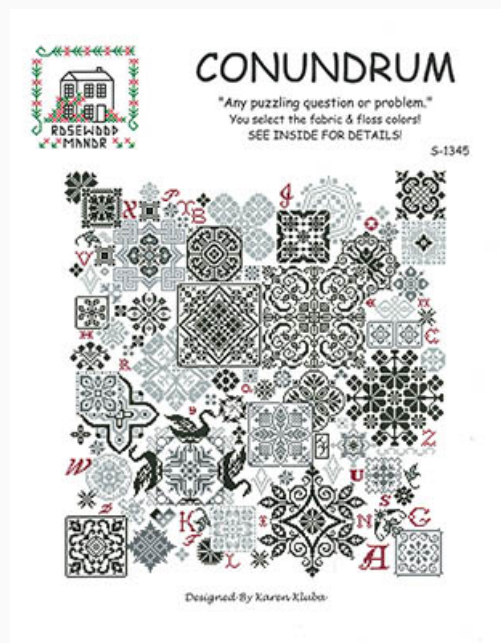 ROSEWOOD
MANOR
CONUNDRUM
"Any puzzling question or problem."
You select the fabric & floss colors!
SEE INSIDE FOR DETAILS!
S-1345
X
P
B
J
O
V
H
C
R
Z
W
U
S
K
F
I
N
G
L
A
Designed By Karen Kluba